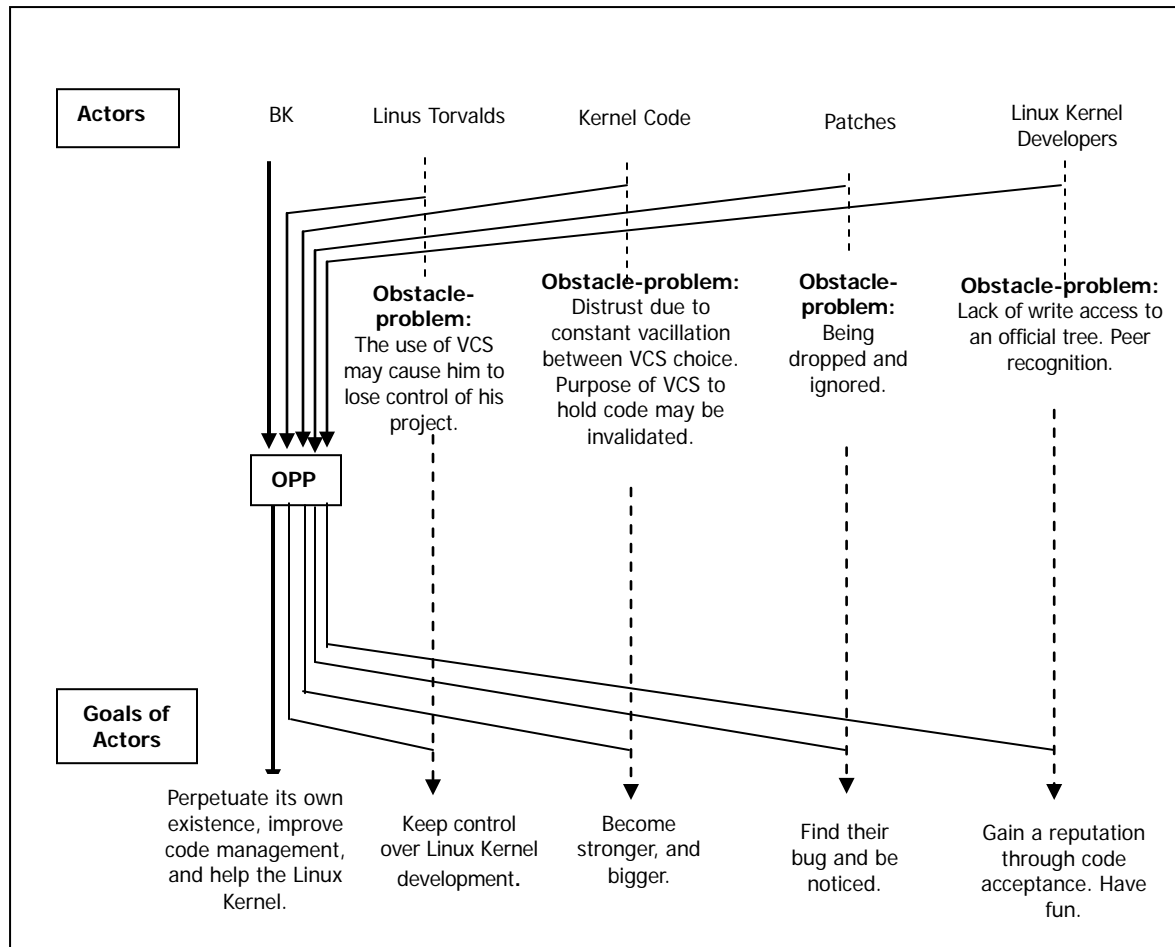 Actors
BK
Linus Torvalds
Kernel Code
Patches
Linux Kernel
Developers
Obstacle-
problem:
The use of VCS
may cause him to
lose control of his
project.
Obstacle-problem:
Distrust due to
constant vacillation
between VCS choice.
Purpose of VCS to
hold code may be
invalidated.
Obstacle-
problem:
Being
dropped and
ignored.
Obstacle-problem:
Lack of write access to
an official tree. Peer
recognition.
OPP
Goals of
Actors
Perpetuate its own
existence, improve
code management,
and help the Linux
Kernel.
Keep control
over Linux Kernel
development.
Become
stronger, and
bigger.
Find their
bug and be
noticed.
Gain a reputation
through code
acceptance. Have
fun.